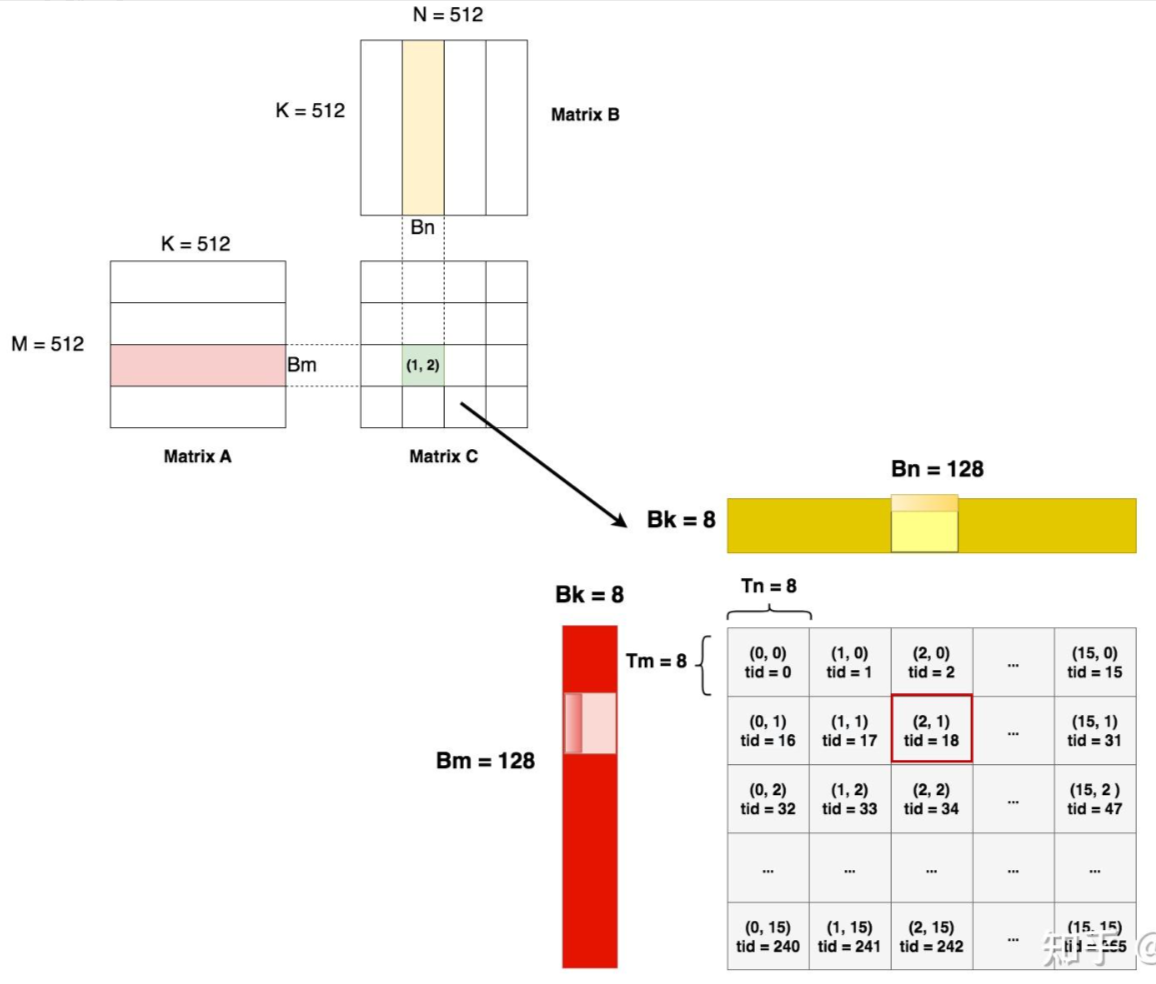 N = 512
K = 512
Matrix B
Bn
K = 512
M = 512
Bm
(1, 2)
Matrix A
Matrix C
Bn = 128
Bk = 8
Bk = 8
Tn = 8
Tm = 8
Bm = 128
(0, 0)
tid = 0
(1, 0)
tid = 1
(2, 0)
tid = 2
...
(15, 0)
tid = 15
(0, 1)
tid = 16
(1, 1)
tid = 17
(2, 1)
tid = 18
...
(15, 1)
tid = 31
(0, 2)
tid = 32
(1, 2)
tid = 33
(2, 2)
tid = 34
...
(15, 2 )
tid = 47
...
...
...
...
...
(0, 15)
tid = 240
(1, 15)
tid = 241
(2, 15)
tid = 242
...
(15, 15)
tid =
知乎 @